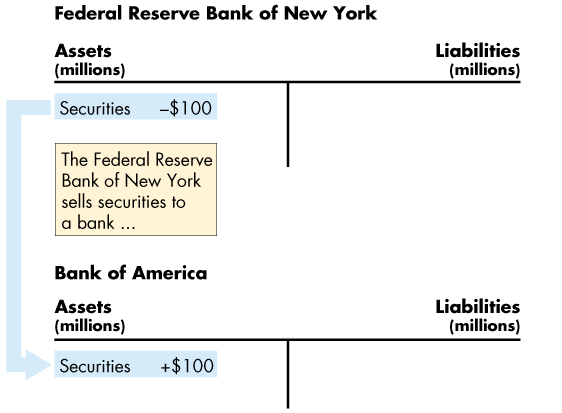 Federal Reserve Bank of New York
Assets Liabilities
(millions) (millions)
Securities –$100
The Federal Reserve
Bank of New York
sells securities to
a bank ...
Bank of America
Assets Liabilities
(millions) (millions)
Securities +$100